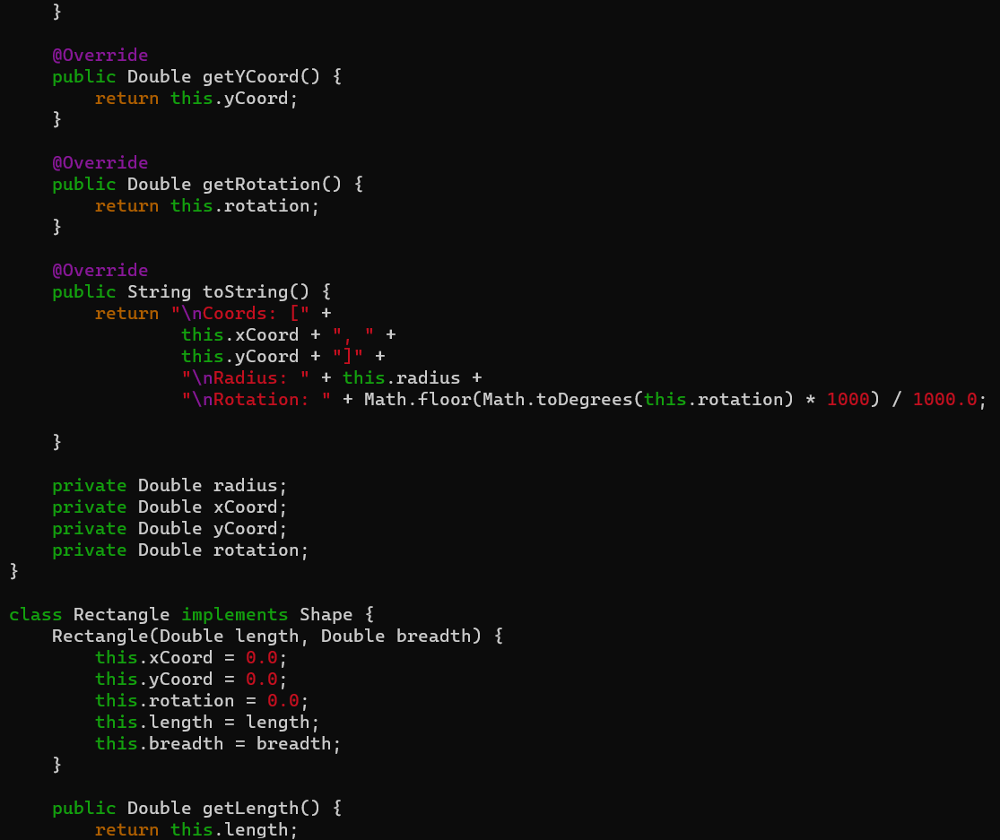 }

    @Override
    public Double getYCoord() {
        return this.yCoord;
    }

    @Override
    public Double getRotation() {
        return this.rotation;
    }

    @Override
    public String toString() {
        return "\nCoords: [" +
                this.xCoord + ", " +
                this.yCoord + "]" +
                "\nRadius: " + this.radius +
                "\nRotation: " + Math.floor(Math.toDegrees(this.rotation) * 1000) / 1000.0;

    }

    private Double radius;
    private Double xCoord;
    private Double yCoord;
    private Double rotation;
}

class Rectangle implements Shape {
    Rectangle(Double length, Double breadth) {
        this.xCoord = 0.0;
        this.yCoord = 0.0;
        this.rotation = 0.0;
        this.length = length;
        this.breadth = breadth;
    }

    public Double getLength() {
        return this.length;